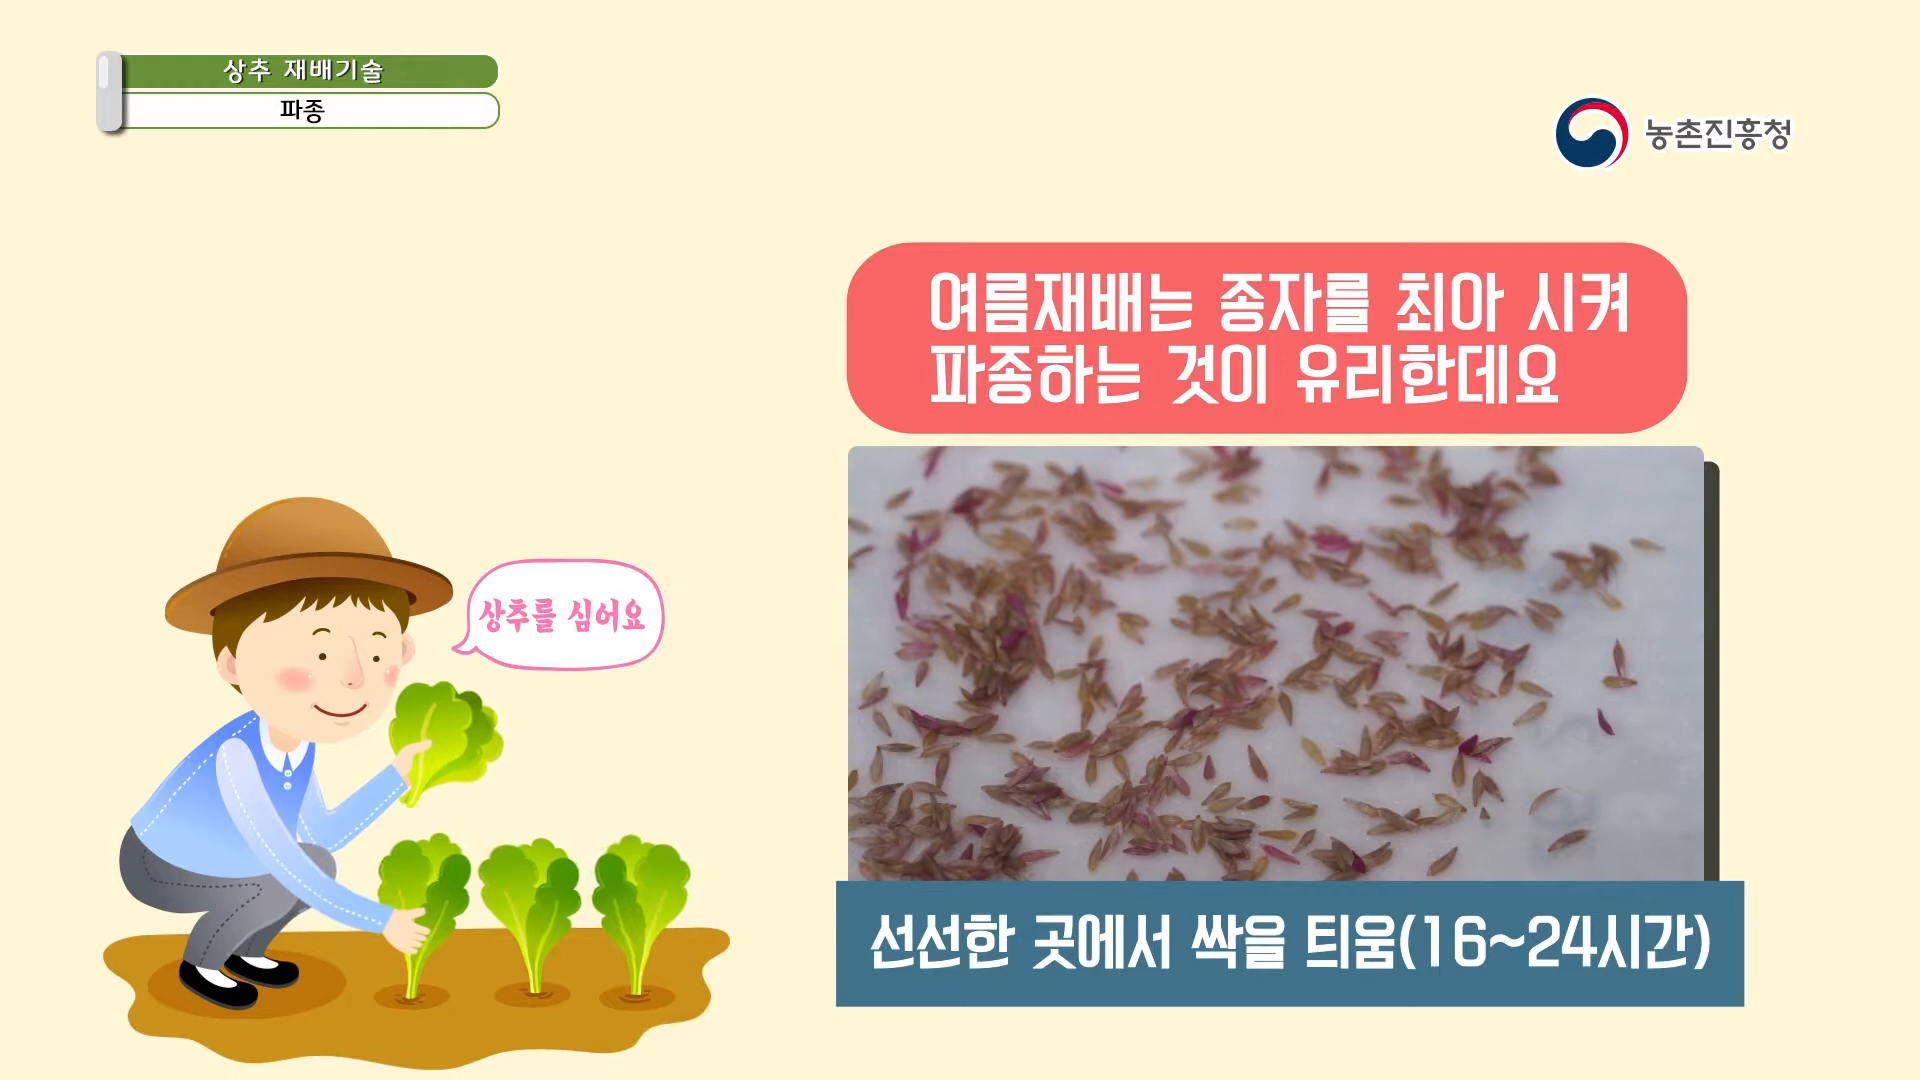 상추 재배기술
파종
농촌진흥청
여름재배는 종자를 최아 시켜
파종하는 것이 유리한데요
상추를 심어요
선선한 곳에서 싹을 틔움(16~24시간)